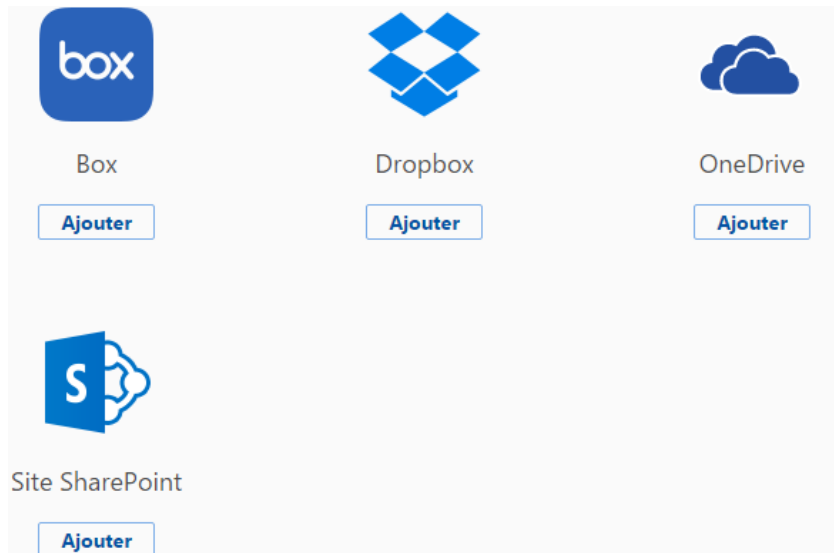 box
Box
Dropbox
OneDrive
Ajouter
Ajouter
Ajouter
S
Site SharePoint
Ajouter